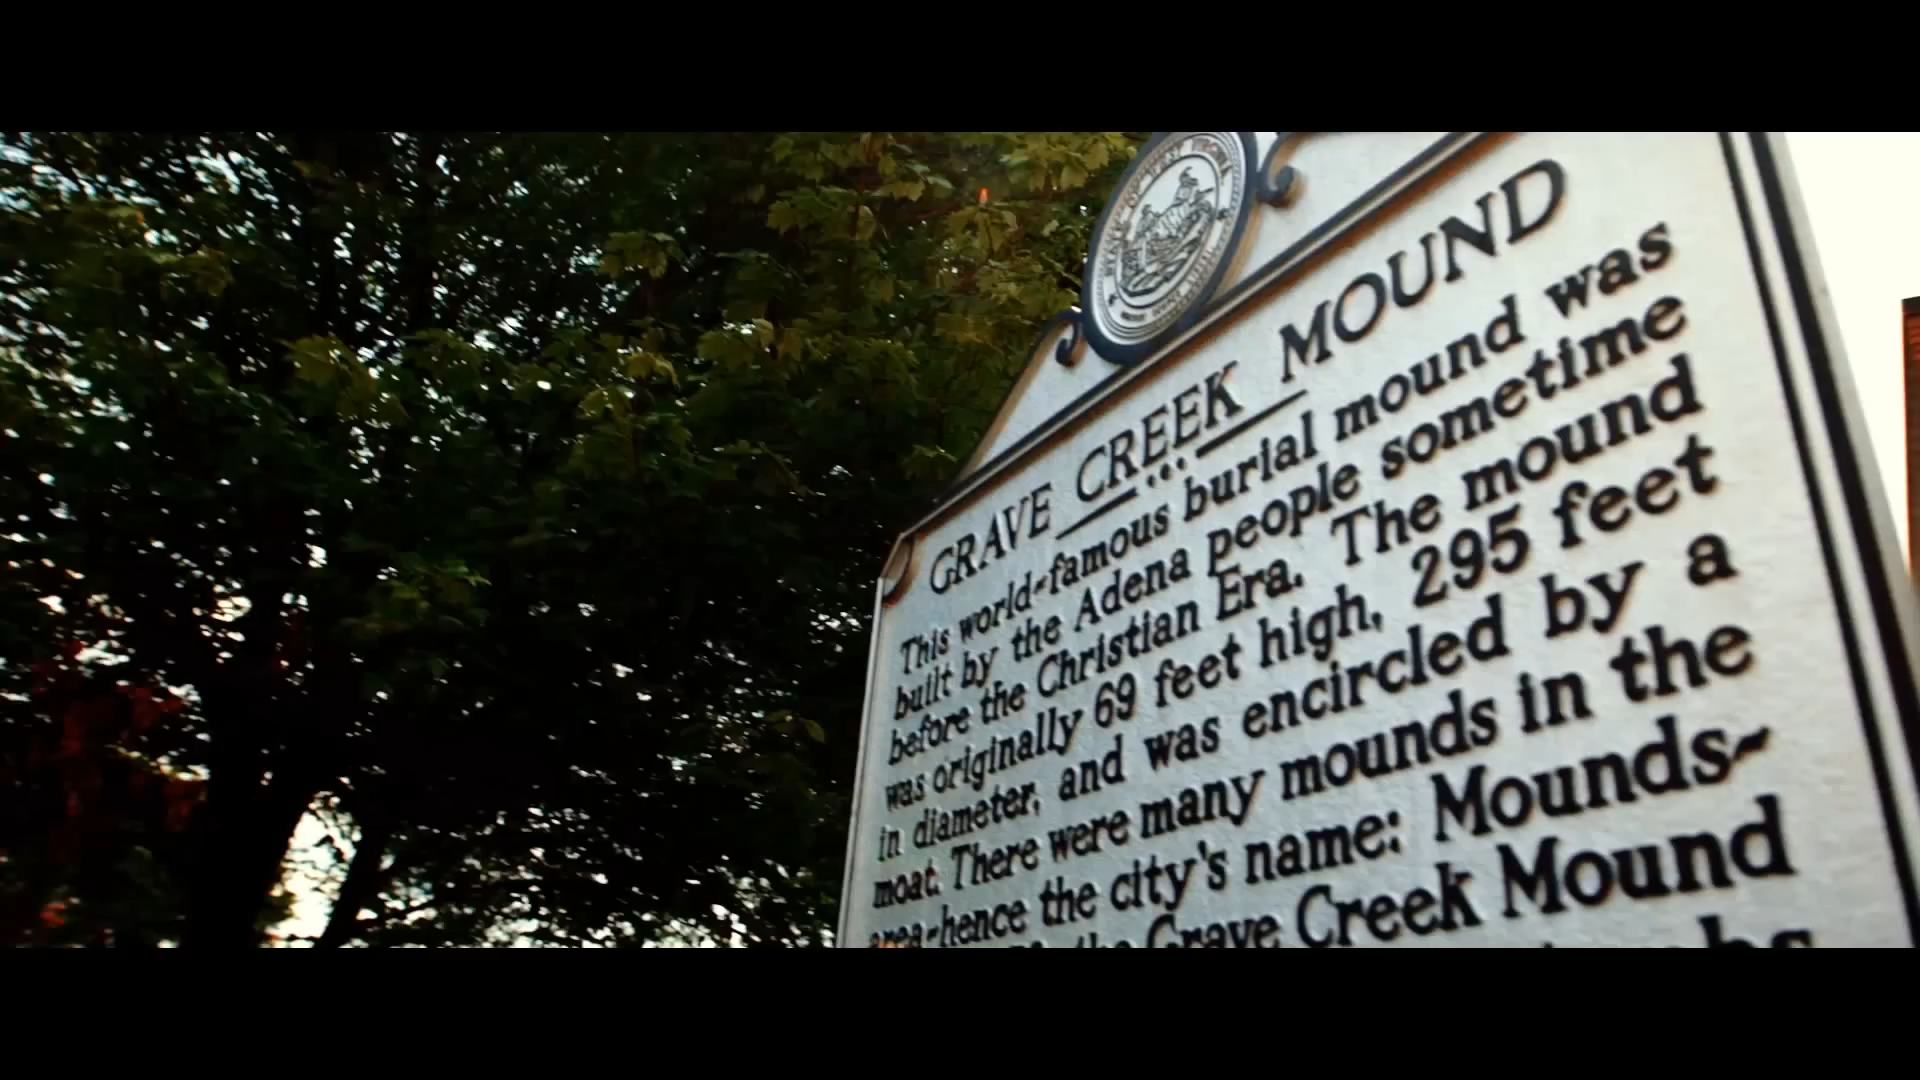 GRAVE CREEK MOUND
This world-famous burial mound was
built by the Adena people sometime
before the Christian Era. The mound
was originally 69 feet high, 295 feet
in diameter, and was encircled by a
moat. There were many mounds in the
area-hence the city's name: Mounds-
the Grave Creek Mound